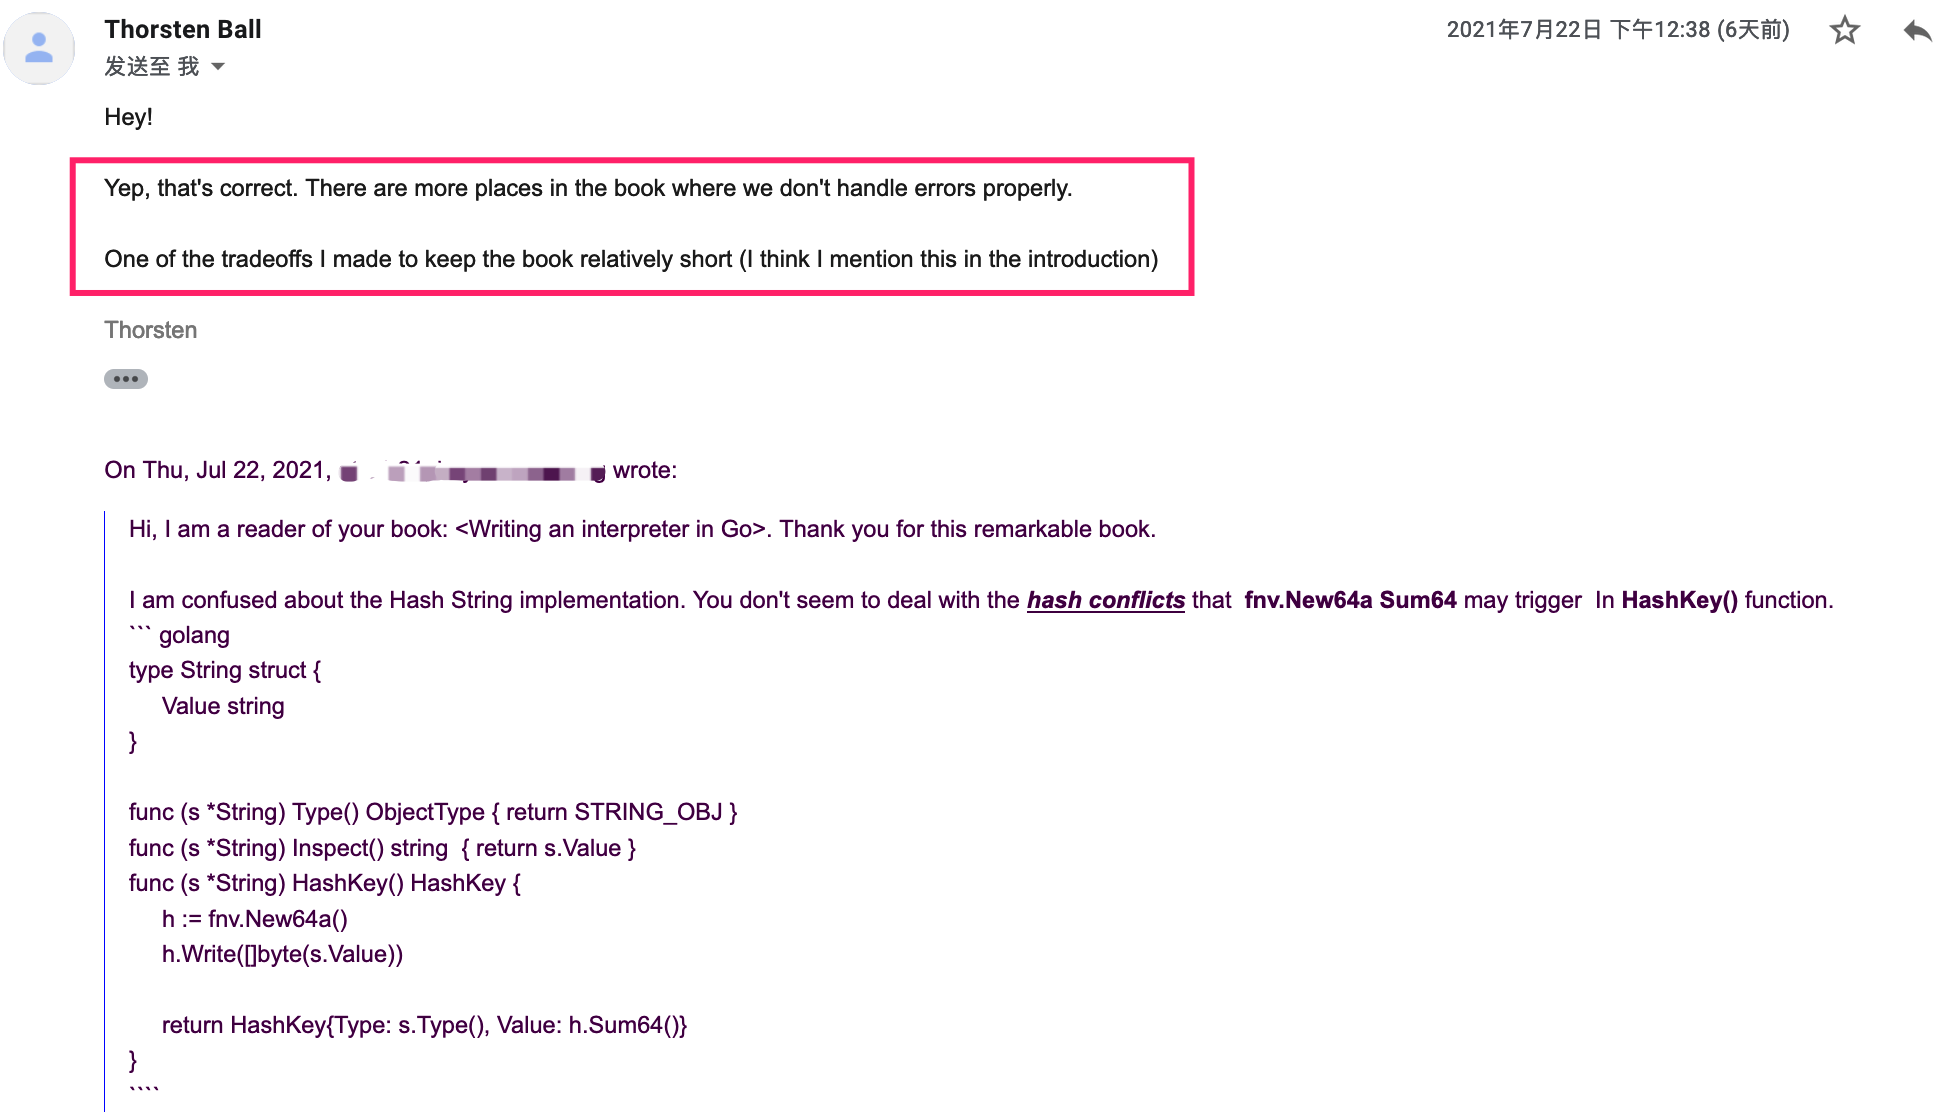 Thorsten Ball
2021年7月22日 下午12:38 (6天前)
发送至 我
Hey!
Yep, that's correct. There are more places in the book where we don't handle errors properly.
One of the tradeoffs I made to keep the book relatively short (I think I mention this in the introduction)
Thorsten
On Thu, Jul 22, 2021, wrote:
Hi, I am a reader of your book: <Writing an interpreter in Go>. Thank you for this remarkable book.
I am confused about the Hash String implementation. You don't seem to deal with the hash conflicts that  fnv.New64a Sum64 may trigger  In HashKey() function.
``` golang
type String struct {
Value string
}
func (s *String) Type() ObjectType { return STRING_OBJ }
func (s *String) Inspect() string  { return s.Value }
func (s *String) HashKey() HashKey {
h := fnv.New64a()
h.Write([]byte(s.Value))
return HashKey{Type: s.Type(), Value: h.Sum64()}
}
````